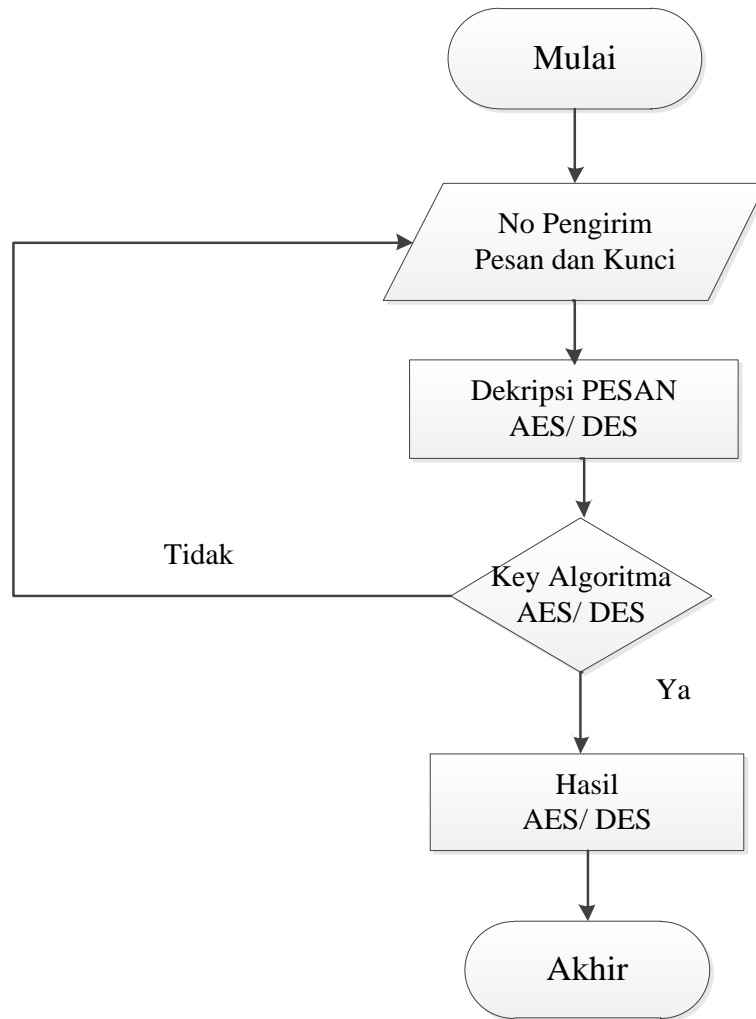 Mulai
No Pengirim
Pesan dan Kunci
Dekripsi PESAN
AES/ DES
Tidak
Key Algoritma
AES/ DES
Ya
Hasil
AES/ DES
Akhir